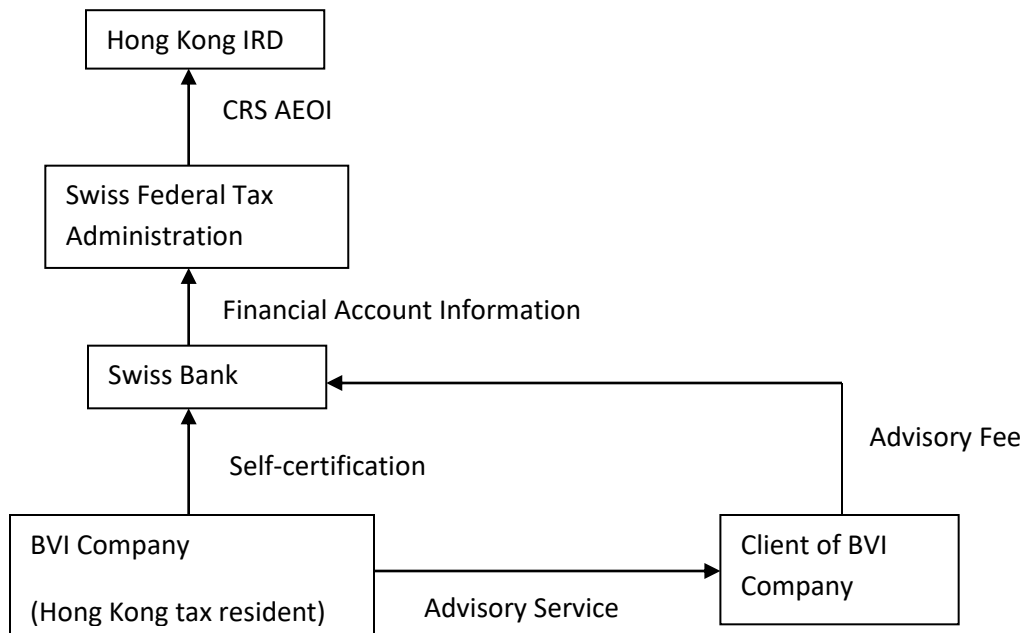 Hong Kong IRD
CRS AEOI
Swiss Federal Tax
Administration
Financial Account Information
Swiss Bank
Advisory Fee
Self-certification
BVI Company
(Hong Kong tax resident)
Advisory Service
Client of BVI
Company